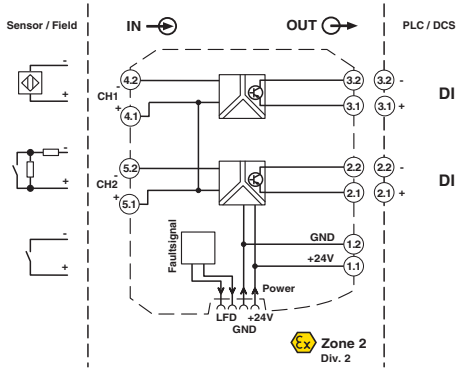 Sensor / Field
IN
OUT
PLC / DCS
-
+
CH1
-
4.2
+
4.1
3.2
3.1
3.2 -
3.1 +
DI
-
+
CH2
-
5.2
+
5.1
2.2
2.1
2.2 -
2.1 +
DI
-
+
Faultsignal
GND
1.2
+24V
1.1
Power
LFD
+24V
GND
Ex
Zone 2
Div. 2